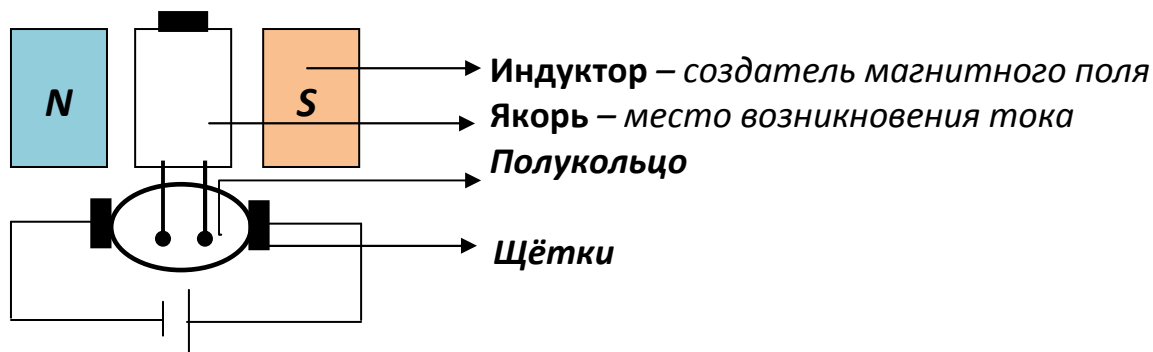 N
S
Индуктор – создатель магнитного поля
Якорь – место возникновения тока
Полукольцо
Щётки